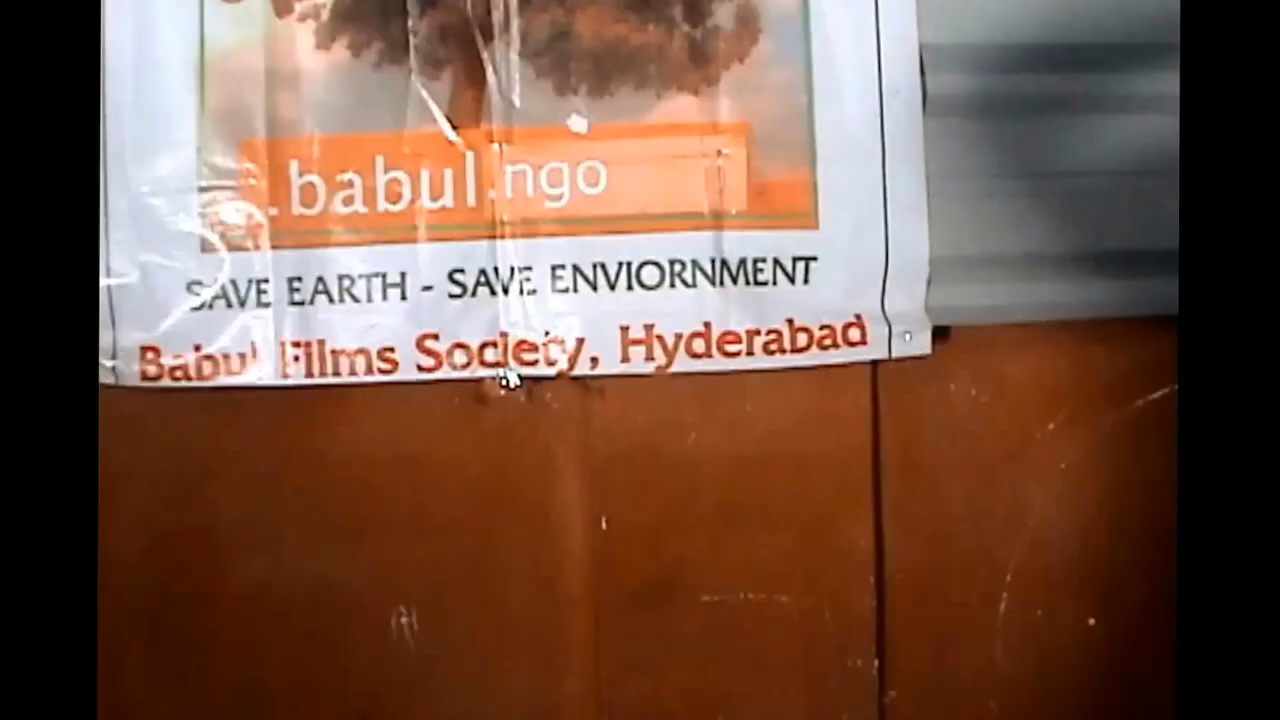 .babul.ngo
SAVE EARTH - SAVE ENVIORNMENT
Babul Films Society, Hyderabad